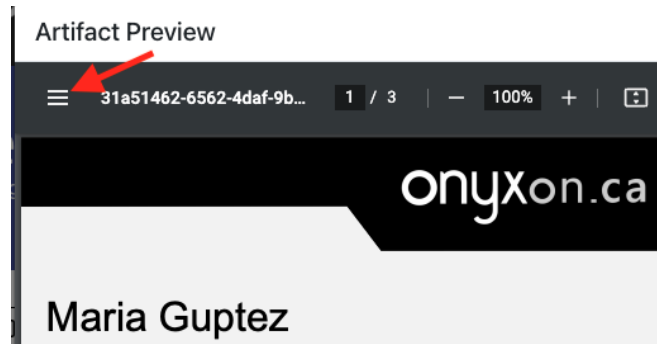 Artifact Preview
31a51462-6562-4daf-9b... 1 / 3 | — 100% + |
onyxon.ca
Maria Guptez